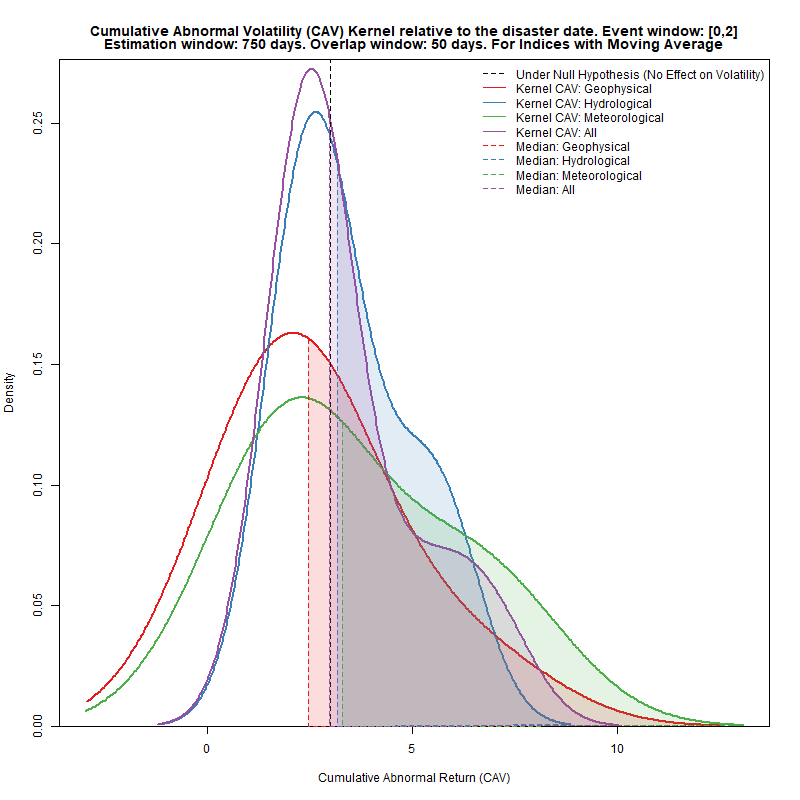 Cumulative Abnormal Volatility (CAV) Kernel relative to the disaster date. Event window: [0,2]
Estimation window: 750 days. Overlap window: 50 days. For Indices with Moving Average
Under Null Hypothesis (No Effect on Volatility)
Kernel CAV: Geophysical
Kernel CAV: Hydrological
Kernel CAV: Meteorological
Kernel CAV: All
Median: Geophysical
Median: Hydrological
Median: Meteorological
Median: All
0.25
0.20
0.15
0.10
0.05
0.00
Density
0 5 10
Cumulative Abnormal Return (CAV)